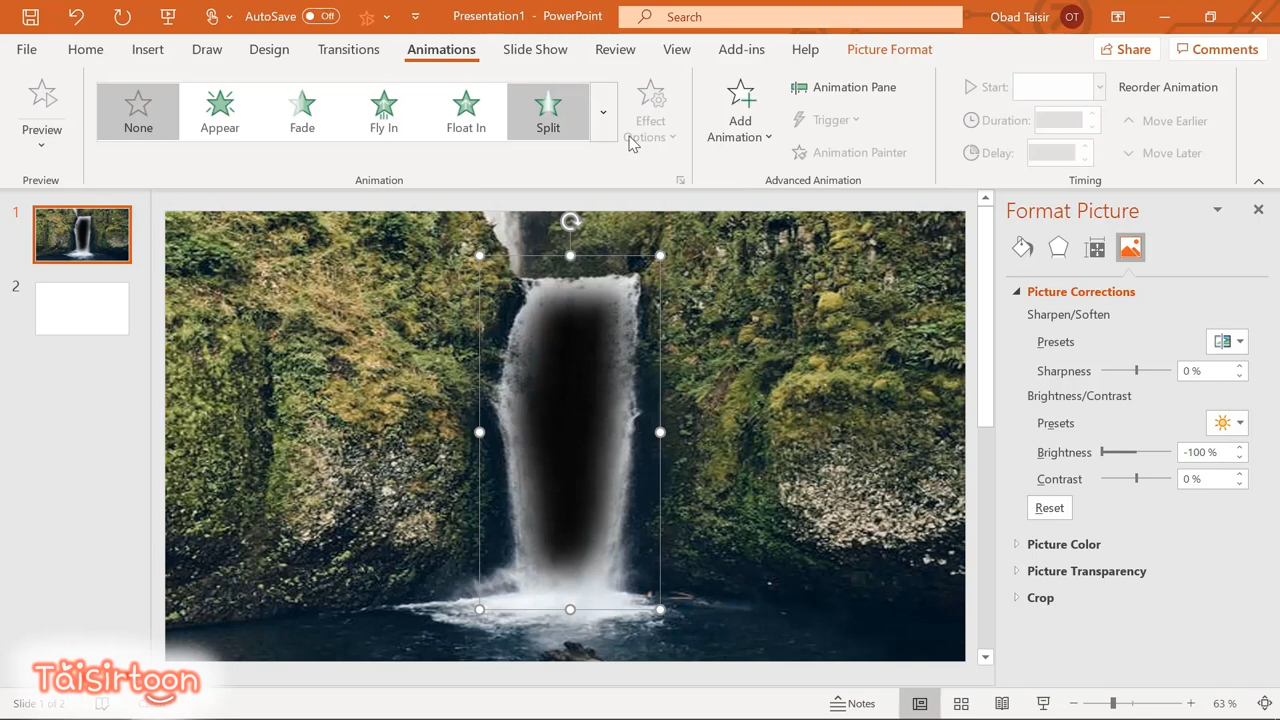 AutoSave Off Presentation1 - PowerPoint Search Obad Taisir OT
File Home Insert Draw Design Transitions Animations Slide Show Review View Add-ins Help Picture Format Share Comments
Preview
None Appear Fade Fly In Float In Split
Effect Options
Add Animation
Animation Pane
Trigger
Animation Painter
Start:
Duration:
Delay:
Reorder Animation
Move Earlier
Move Later
Preview Animation Advanced Animation Timing
1
2
Format Picture
Picture Corrections
Sharpen/Soften
Presets
Sharpness 0 %
Brightness/Contrast
Presets
Brightness -100 %
Contrast 0 %
Reset
Picture Color
Picture Transparency
Crop
Taisirtoon
Slide 1 of 2 Notes 63 %